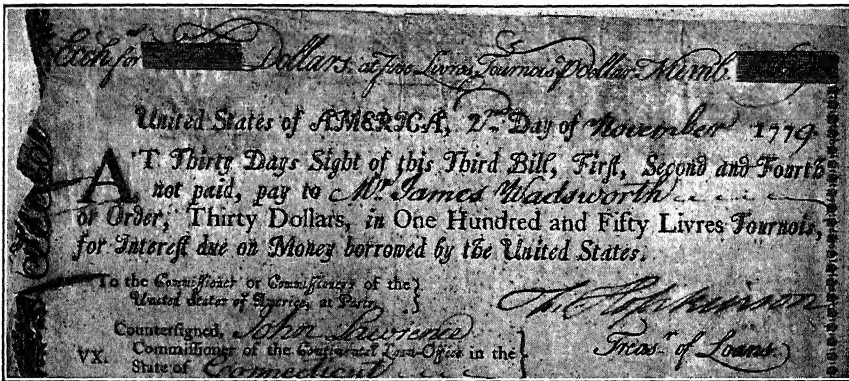 Exch.ᵉ for Dollars at five Livres Tournois ℔ dollar Numb.
United States of AMERICA, Day of November 1779
AT Thirty Days Sight of this Third Bill, First, Second and Fourth
not paid, pay to Mr. James Wadsworth
or Order, Thirty Dollars, in One Hundred and Fifty Livres Tournois,
for Interest due on Money borrowed by the United States.
To the Commissioner or Commissioners of the
United States of America, at Paris.
Countersigned, John Lawrence
VX. Commissioner of the Continental Loan-Office in the
State of Connecticut
Hopkinson
Treasʳ of Loans.